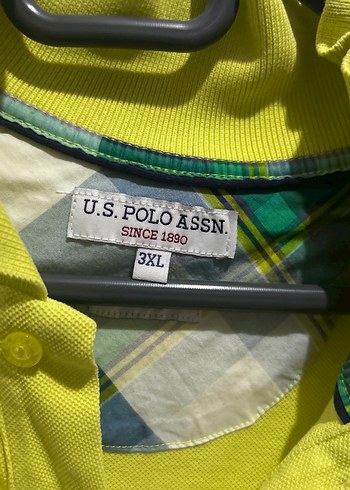 U.S. POLO ASSN.
SINCE 1890
3XL